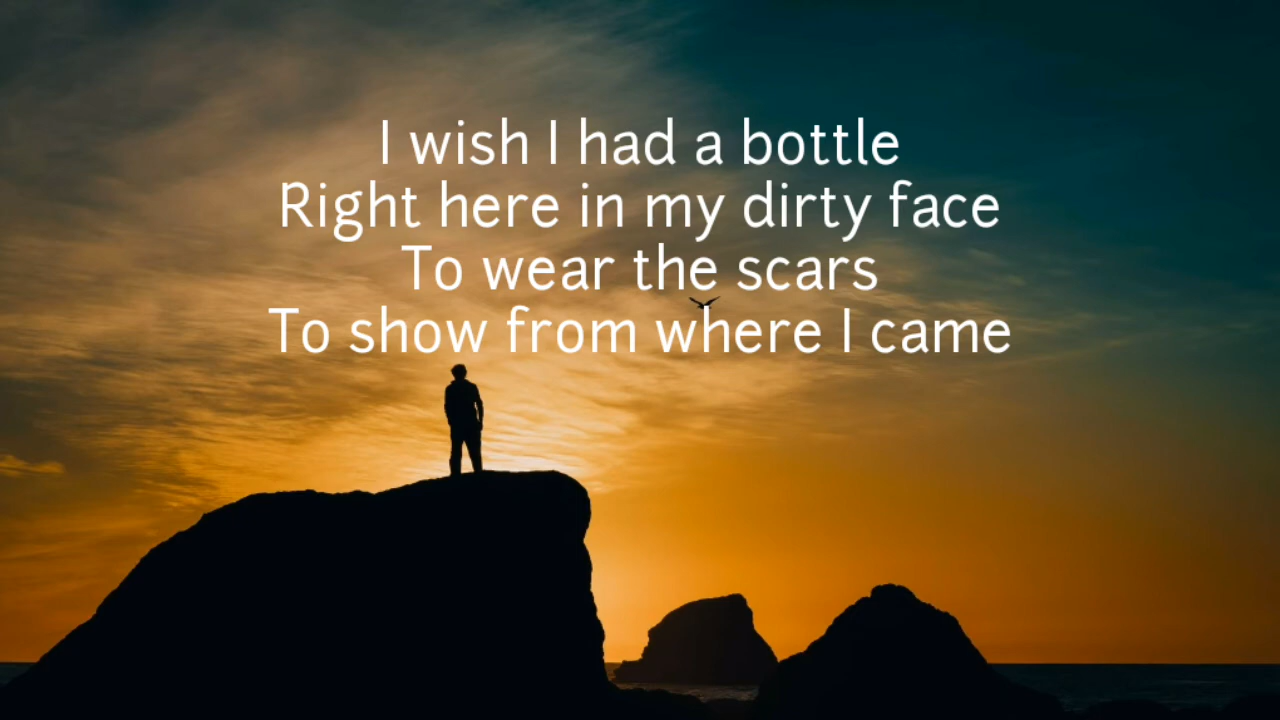 I wish I had a bottle
Right here in my dirty face
To wear the scars
To show from where I came